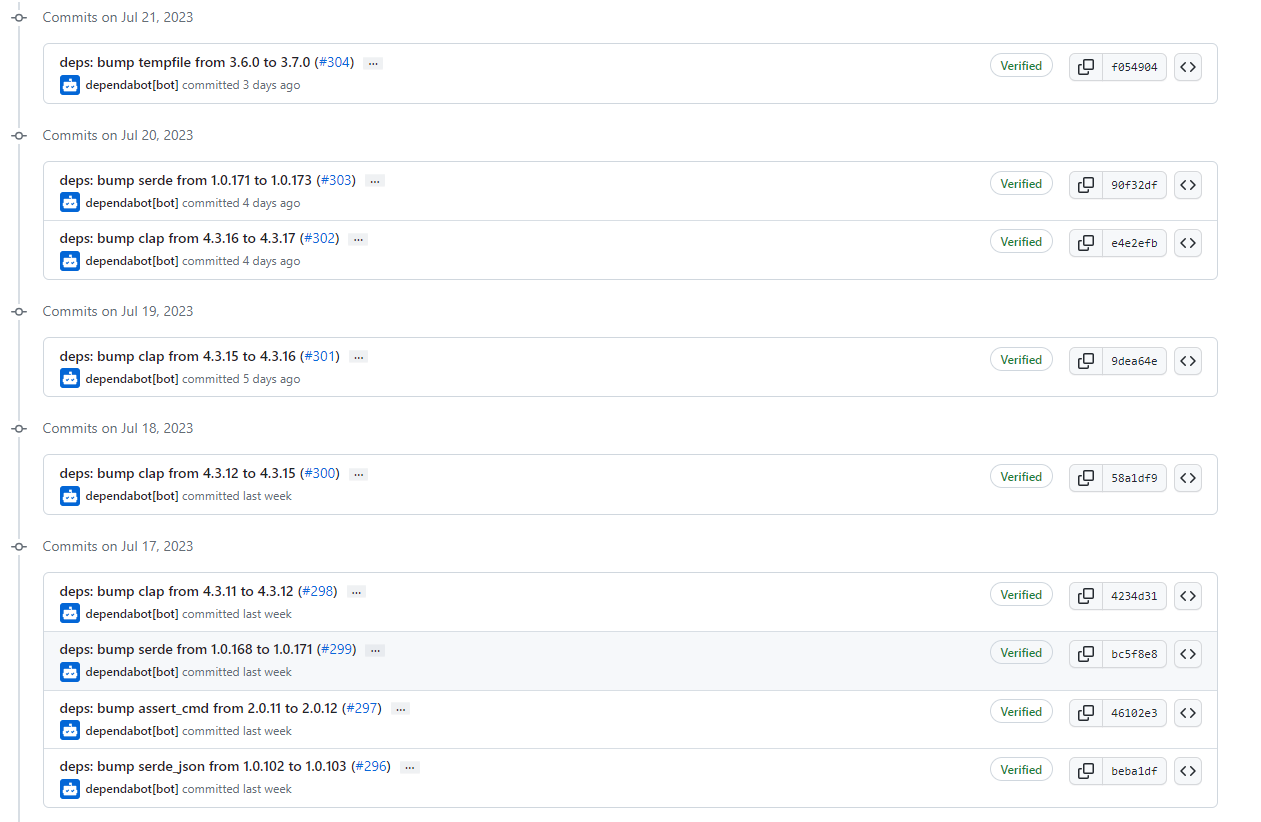 Commits on Jul 21, 2023
deps: bump tempfile from 3.6.0 to 3.7.0 (#304) ... Verified f054904
dependabot[bot] committed 3 days ago
Commits on Jul 20, 2023
deps: bump serde from 1.0.171 to 1.0.173 (#303) ... Verified 90f32df
dependabot[bot] committed 4 days ago
deps: bump clap from 4.3.16 to 4.3.17 (#302) ... Verified e4e2efb
dependabot[bot] committed 4 days ago
Commits on Jul 19, 2023
deps: bump clap from 4.3.15 to 4.3.16 (#301) ... Verified 9dea64e
dependabot[bot] committed 5 days ago
Commits on Jul 18, 2023
deps: bump clap from 4.3.12 to 4.3.15 (#300) ... Verified 58a1df9
dependabot[bot] committed last week
Commits on Jul 17, 2023
deps: bump clap from 4.3.11 to 4.3.12 (#298) ... Verified 4234d31
dependabot[bot] committed last week
deps: bump serde from 1.0.168 to 1.0.171 (#299) ... Verified bc5f8e8
dependabot[bot] committed last week
deps: bump assert_cmd from 2.0.11 to 2.0.12 (#297) ... Verified 46102e3
dependabot[bot] committed last week
deps: bump serde_json from 1.0.102 to 1.0.103 (#296) ... Verified beba1df
dependabot[bot] committed last week